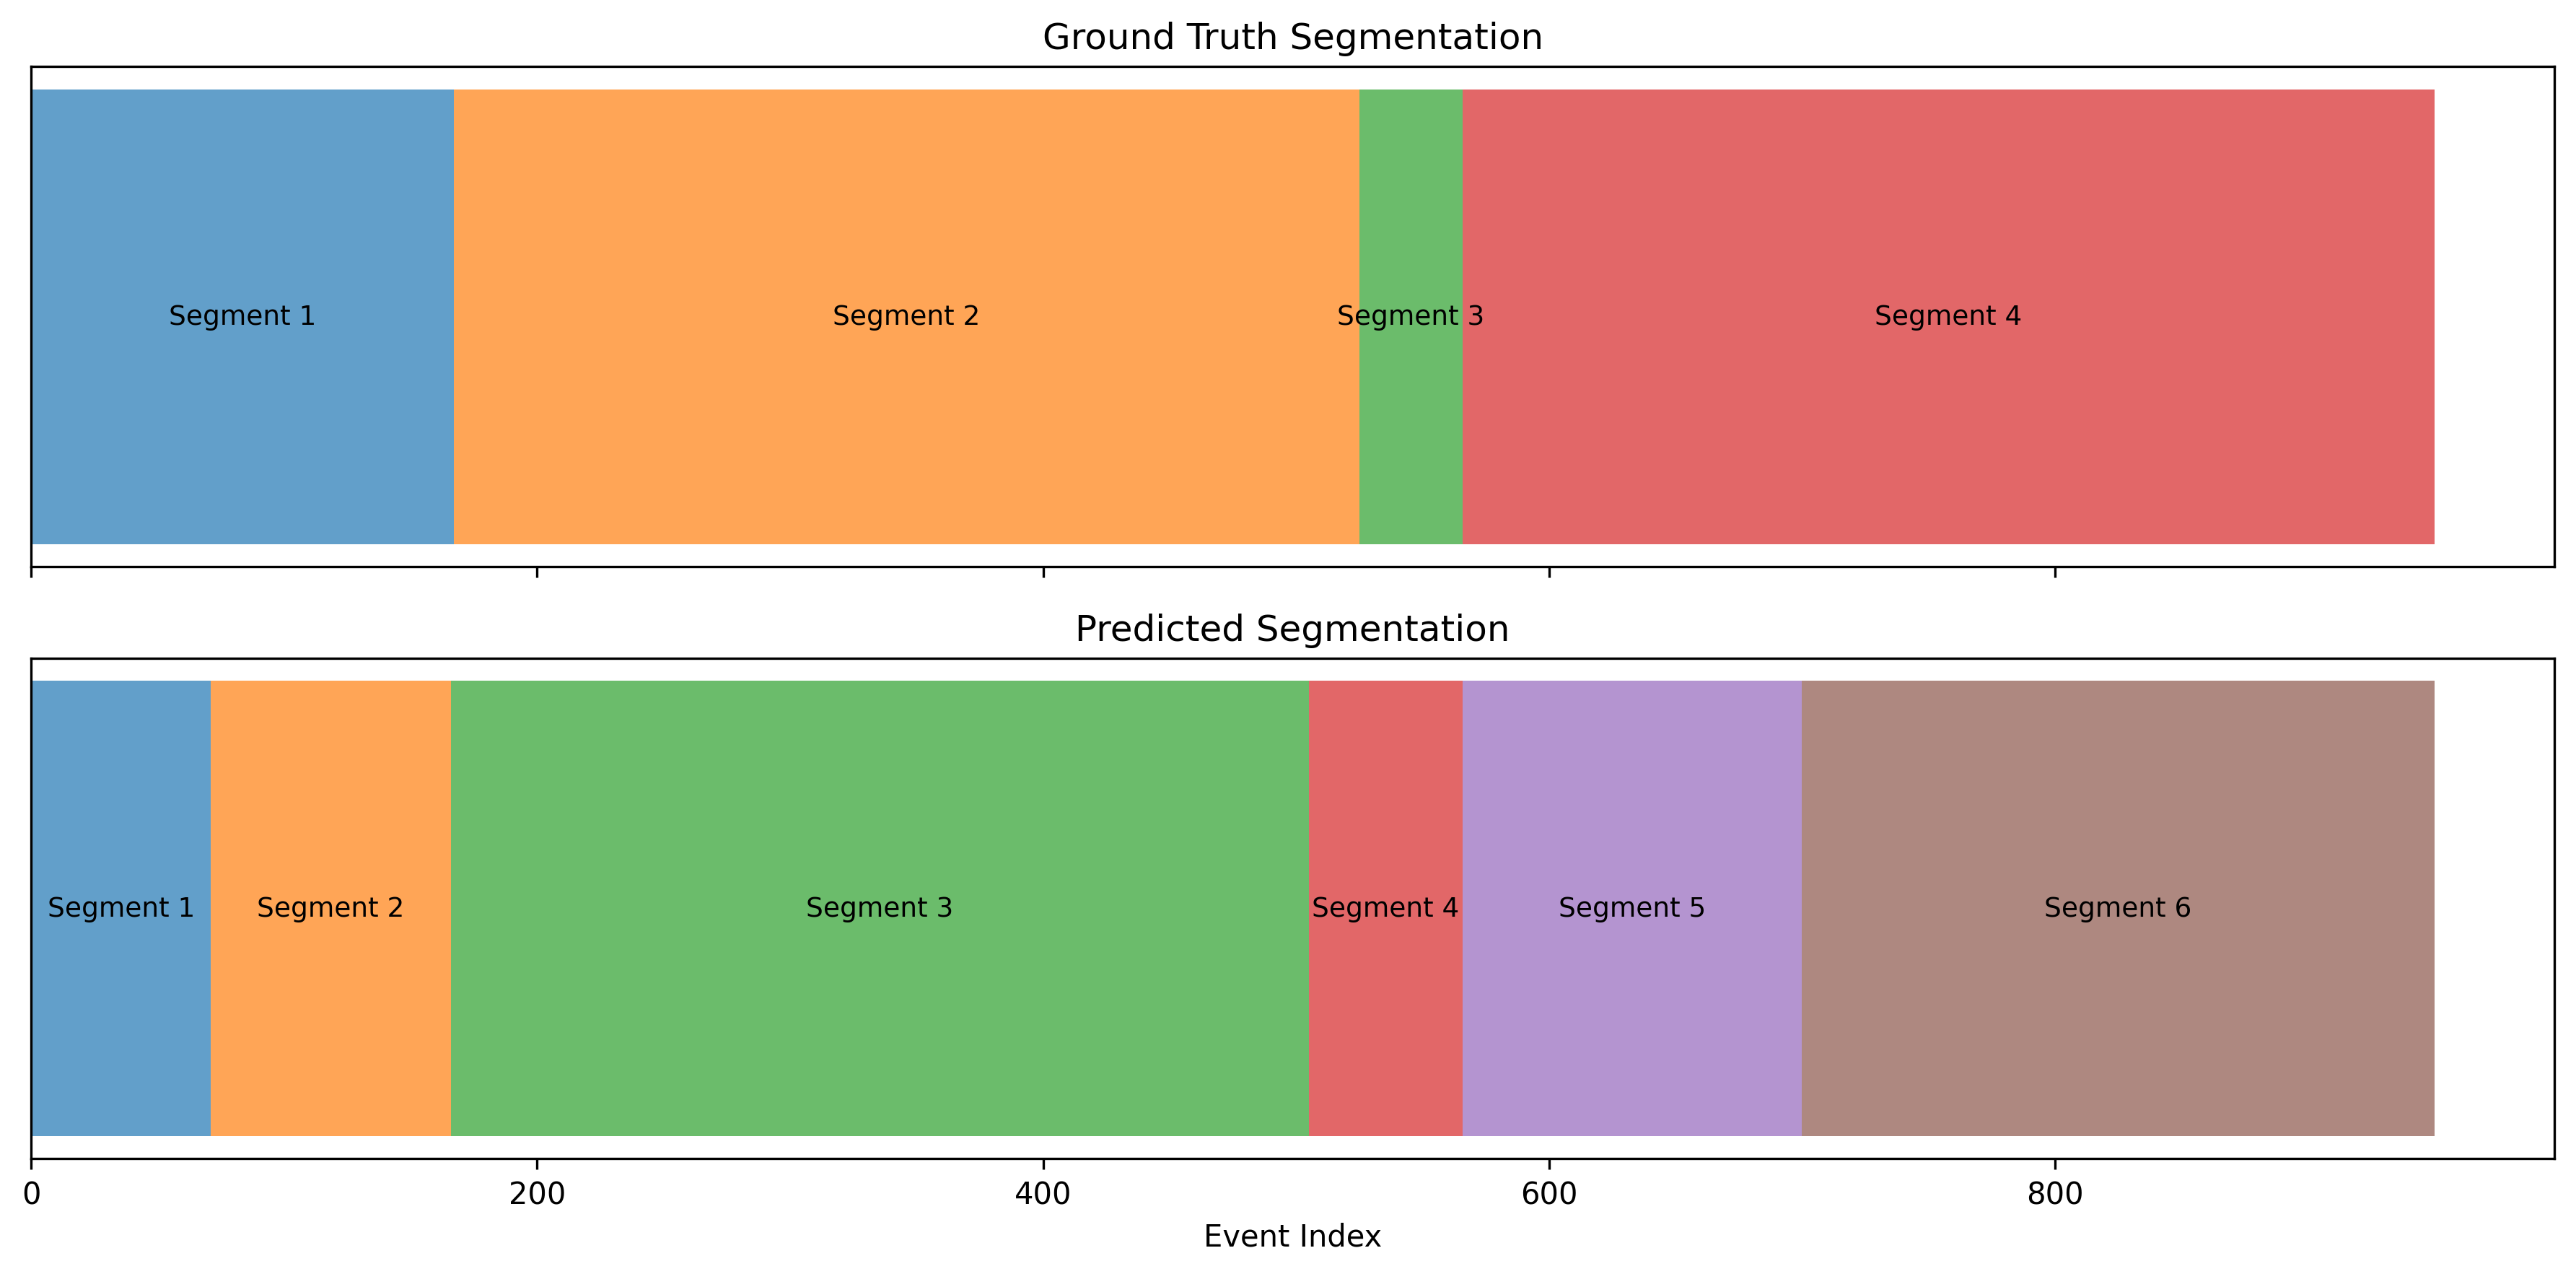 Ground Truth Segmentation
Segment 1 Segment 2 Segment 3 Segment 4
Predicted Segmentation
Segment 1 Segment 2 Segment 3 Segment 4 Segment 5 Segment 6
0 200 400 600 800
Event Index